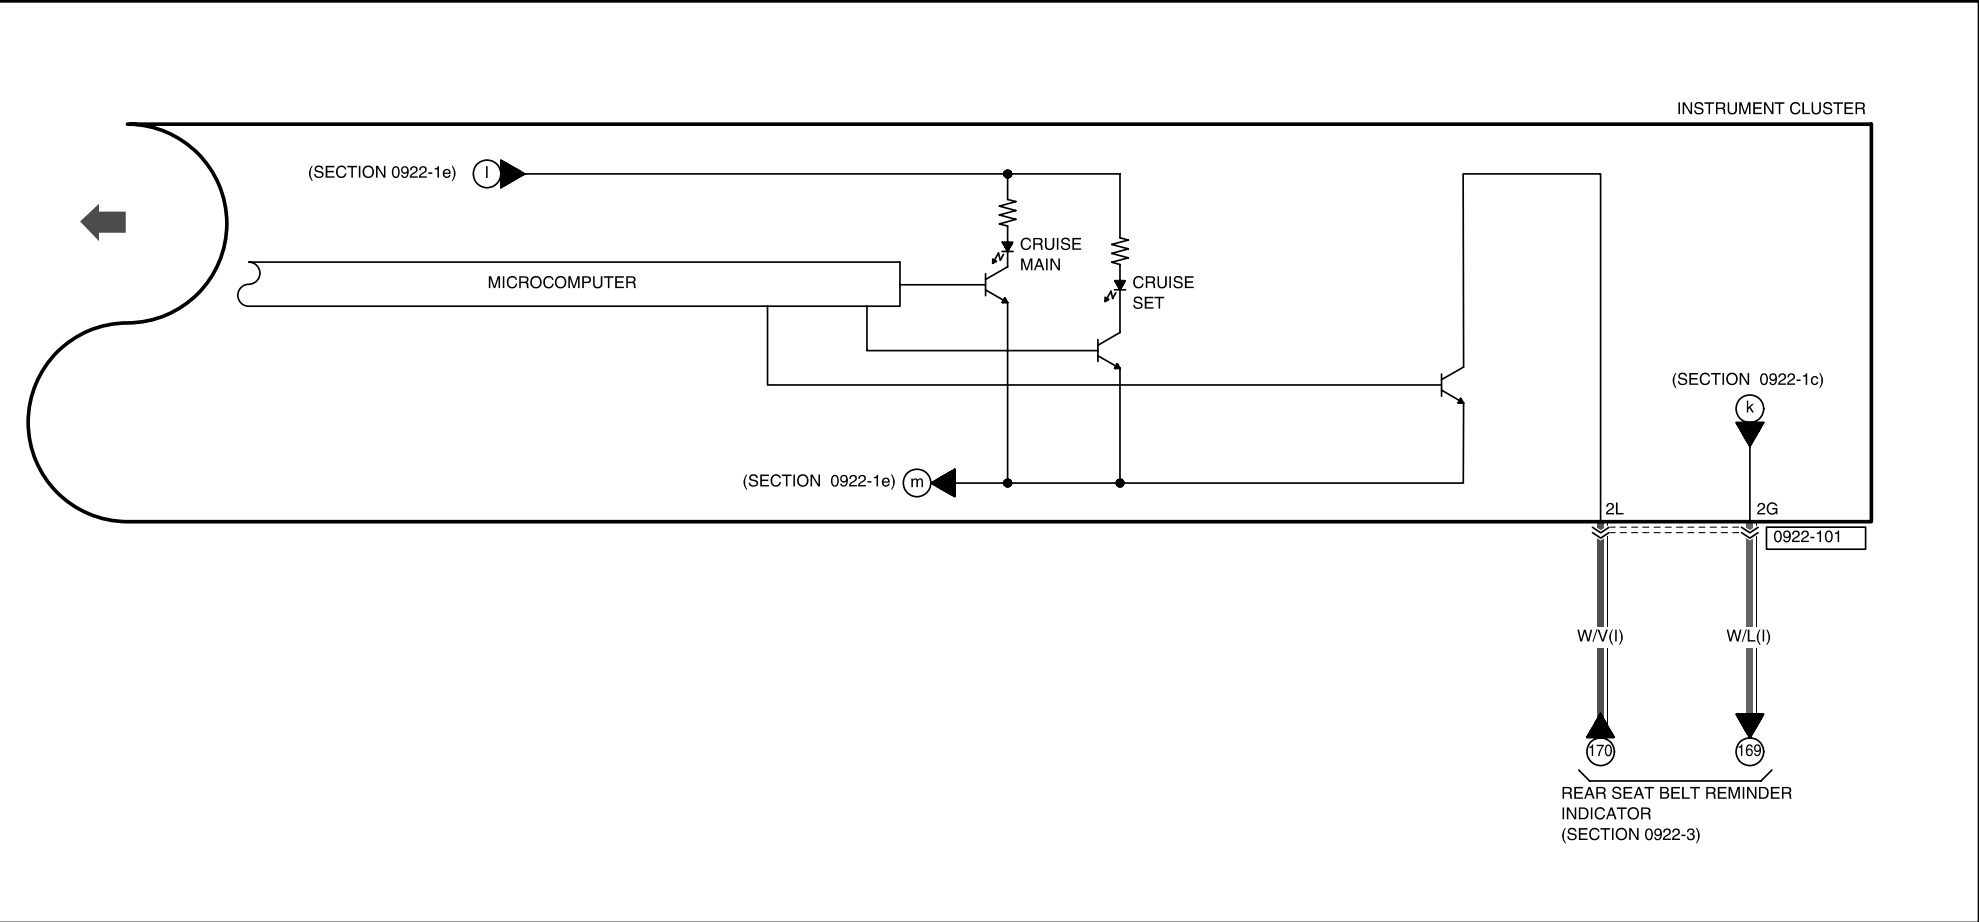 INSTRUMENT CLUSTER
(SECTION 0922-1e) l
CRUISE
MAIN
MICROCOMPUTER
CRUISE
SET
(SECTION 0922-1c)
k
(SECTION 0922-1e) m
2L
2G
0922-101
W/V(I)
W/L(I)
170
169
REAR SEAT BELT REMINDER
INDICATOR
(SECTION 0922-3)